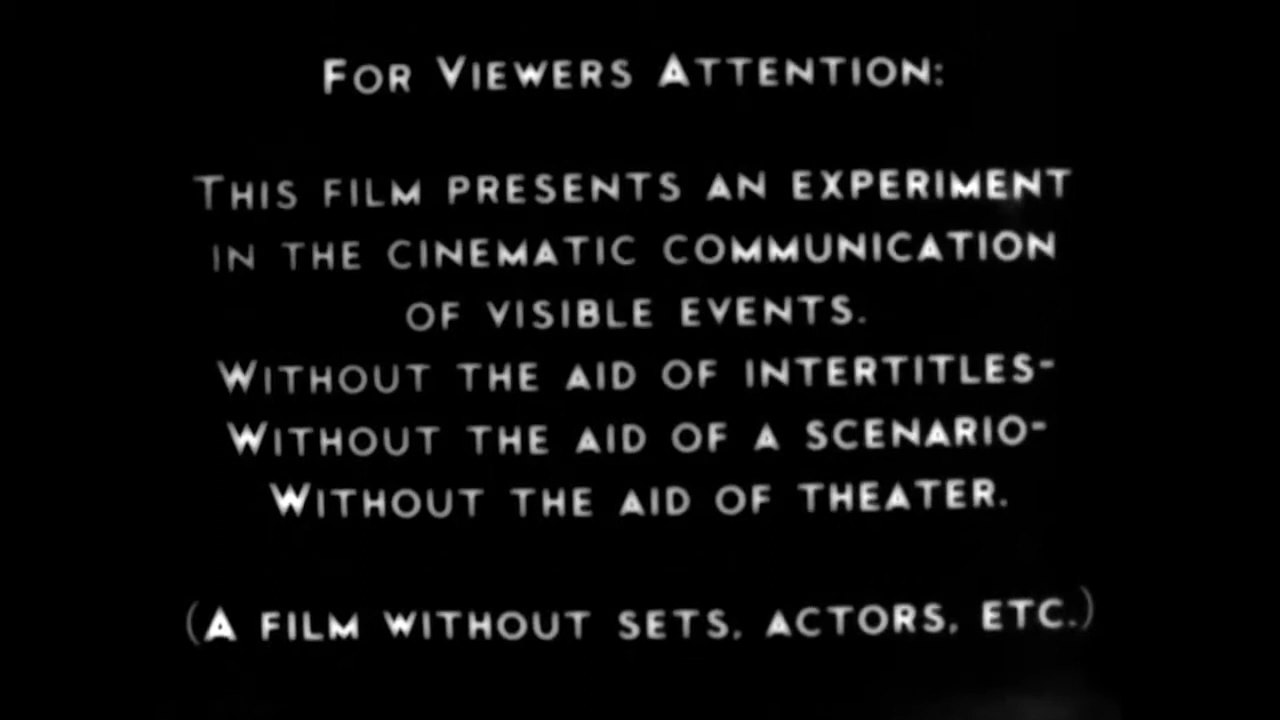 For Viewers Attention:
This film presents an experiment
in the cinematic communication
of visible events.
Without the aid of intertitles-
Without the aid of a scenario-
Without the aid of theater.
(A film without sets, actors, etc.)